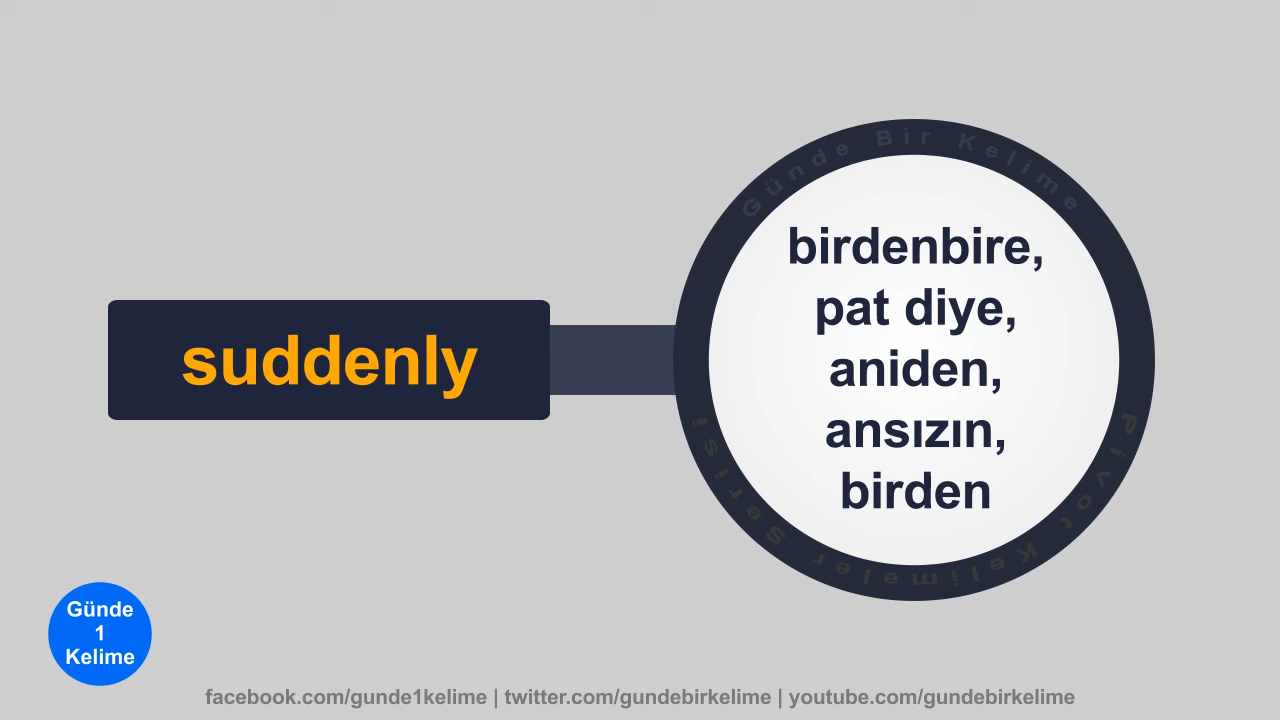 Günde Bir Kelime
suddenly
birdenbire,
pat diye,
aniden,
ansızın,
birden
Pivot Kelimeler Serisi
Günde
1
Kelime
facebook.com/gunde1kelime | twitter.com/gundebirkelime | youtube.com/gundebirkelime